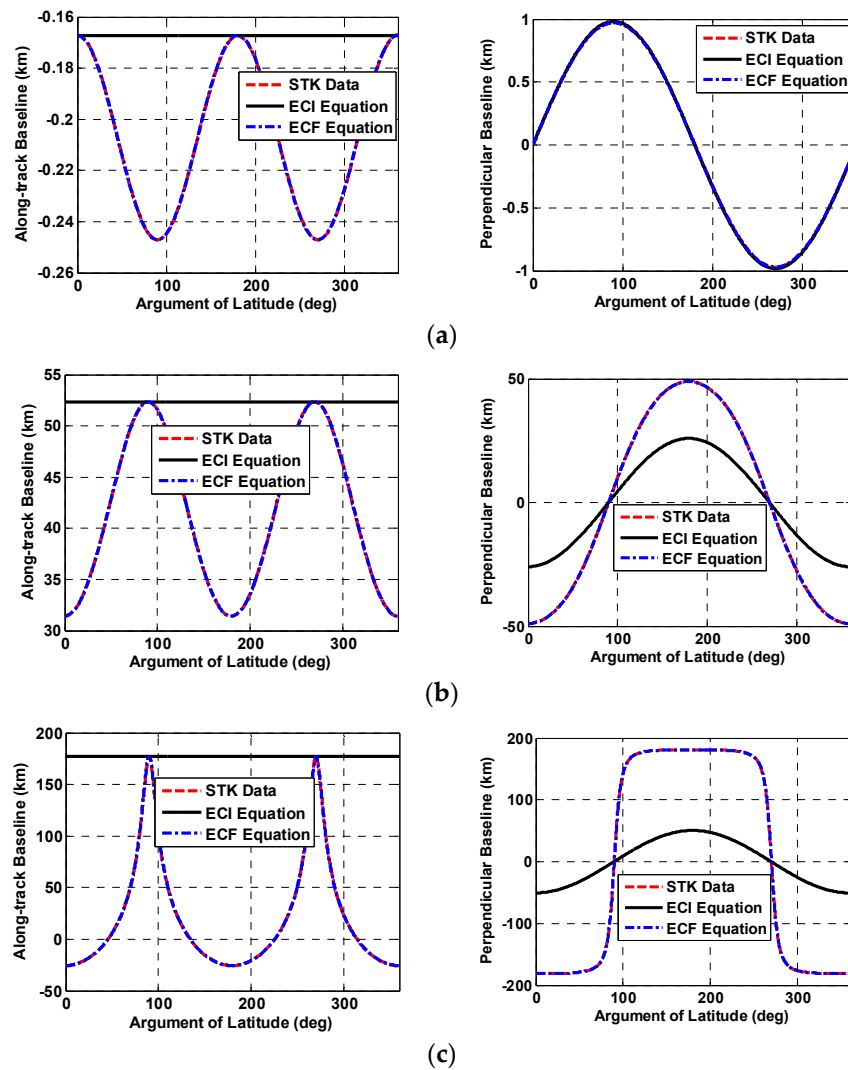 -0.16
-0.18
-0.2
-0.22
-0.24
-0.26
0
100
200
300
Along-track Baseline (km)
Argument of Latitude (deg)
STK Data
ECI Equation
ECF Equation
1
0.5
0
-0.5
-1
0
100
200
300
Perpendicular Baseline (km)
Argument of Latitude (deg)
STK Data
ECI Equation
ECF Equation
(a)
55
50
45
40
35
30
0
100
200
300
Along-track Baseline (km)
Argument of Latitude (deg)
STK Data
ECI Equation
ECF Equation
50
0
-50
0
100
200
300
Perpendicular Baseline (km)
Argument of Latitude (deg)
STK Data
ECI Equation
ECF Equation
(b)
200
150
100
50
0
-50
0
100
200
300
Along-track Baseline (km)
Argument of Latitude (deg)
STK Data
ECI Equation
ECF Equation
200
100
0
-100
-200
0
100
200
300
Perpendicular Baseline (km)
Argument of Latitude (deg)
STK Data
ECI Equation
ECF Equation
(c)